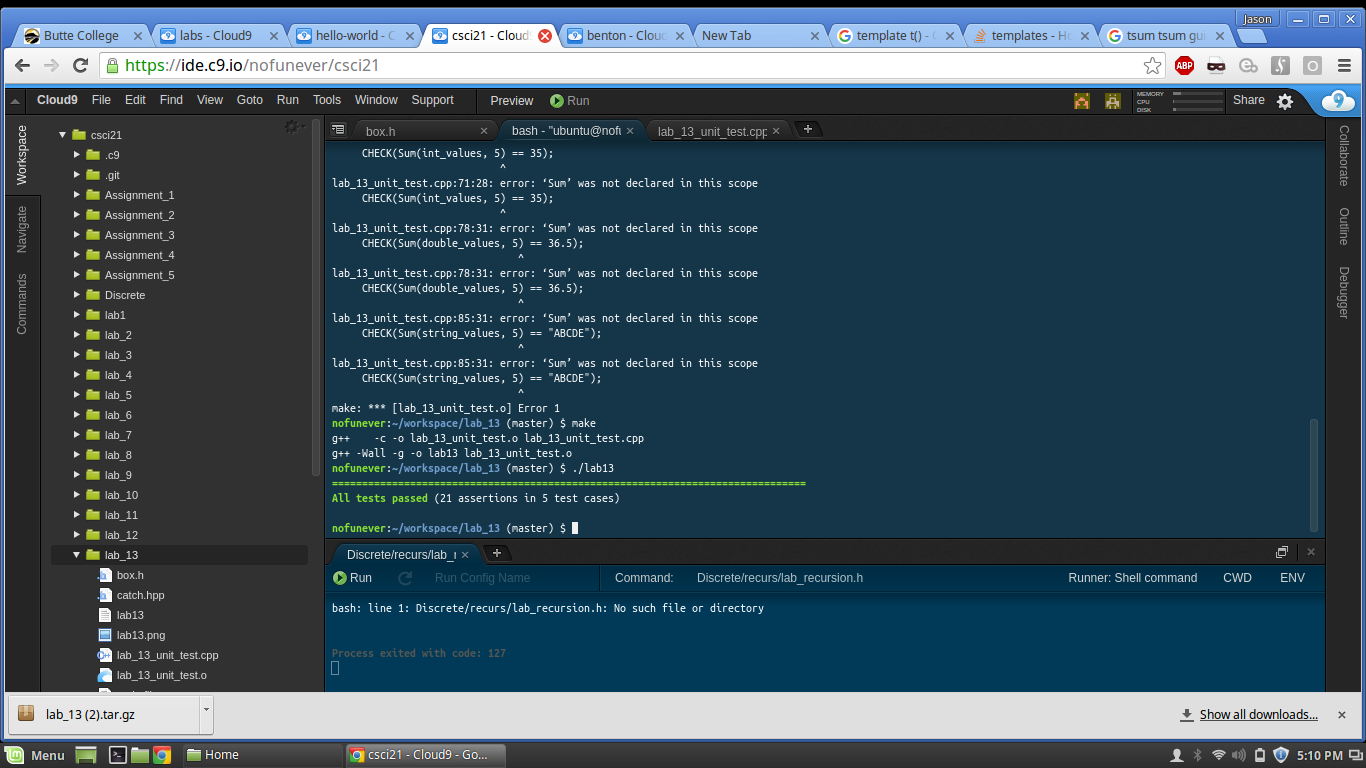 Jason
Butte College
labs - Cloud9
hello-world - C
csci21 - Cloud
benton - Clou
New Tab
template t() - 
templates - H
tsum tsum gui
https://ide.c9.io/nofunever/csci21
ABP
Cloud9 File Edit Find View Goto Run Tools Window Support Preview Run
MEMORY
CPU
DISK
Share
9
Workspace
Navigate
Commands
csci21
.c9
.git
Assignment_1
Assignment_2
Assignment_3
Assignment_4
Assignment_5
Discrete
lab1
lab_2
lab_3
lab_4
lab_5
lab_6
lab_7
lab_8
lab_9
lab_10
lab_11
lab_12
lab_13
box.h
catch.hpp
lab13
lab13.png
lab_13_unit_test.cpp
lab_13_unit_test.o
box.h
bash - "ubuntu@nofu
lab_13_unit_test.cpp
CHECK(Sum(int_values, 5) == 35);
^
lab_13_unit_test.cpp:71:28: error: ‘Sum’ was not declared in this scope
CHECK(Sum(int_values, 5) == 35);
^
lab_13_unit_test.cpp:78:31: error: ‘Sum’ was not declared in this scope
CHECK(Sum(double_values, 5) == 36.5);
^
lab_13_unit_test.cpp:78:31: error: ‘Sum’ was not declared in this scope
CHECK(Sum(double_values, 5) == 36.5);
^
lab_13_unit_test.cpp:85:31: error: ‘Sum’ was not declared in this scope
CHECK(Sum(string_values, 5) == "ABCDE");
^
lab_13_unit_test.cpp:85:31: error: ‘Sum’ was not declared in this scope
CHECK(Sum(string_values, 5) == "ABCDE");
^
make: *** [lab_13_unit_test.o] Error 1
nofunever:~/workspace/lab_13 (master) $ make
g++ -c -o lab_13_unit_test.o lab_13_unit_test.cpp
g++ -Wall -g -o lab13 lab_13_unit_test.o
nofunever:~/workspace/lab_13 (master) $ ./lab13
===============================================================================
All tests passed (21 assertions in 5 test cases)
nofunever:~/workspace/lab_13 (master) $
Discrete/recurs/lab_r
Run Run Config Name Command: Discrete/recurs/lab_recursion.h Runner: Shell command CWD ENV
bash: line 1: Discrete/recurs/lab_recursion.h: No such file or directory
Process exited with code: 127
Collaborate
Outline
Debugger
lab_13 (2).tar.gz
Show all downloads...
Menu
Home
csci21 - Cloud9 - Go...
5:10 PM